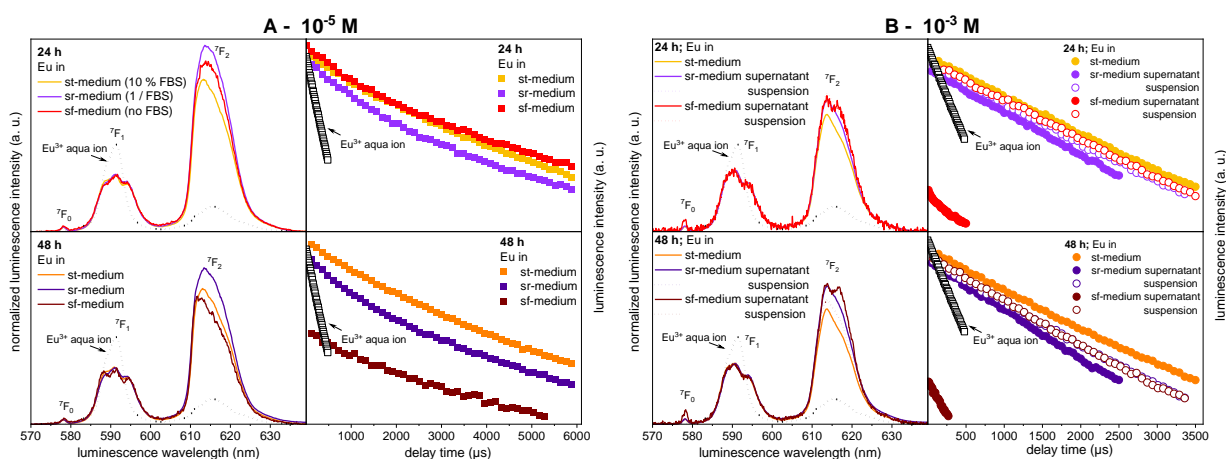 A - 10⁻⁵ M
normalized luminescence intensity (a. u.)
24 h
Eu in
st-medium (10 % FBS)
sr-medium (1 / FBS)
sf-medium (no FBS)
⁷F₂
⁷F₁
Eu³⁺ aqua ion
⁷F₀
24 h
Eu in
st-medium
sr-medium
sf-medium
Eu³⁺ aqua ion
48 h
Eu in
st-medium
sr-medium
sf-medium
⁷F₂
⁷F₁
Eu³⁺ aqua ion
⁷F₀
48 h
Eu in
st-medium
sr-medium
sf-medium
Eu³⁺ aqua ion
luminescence intensity (a. u.)
570 580 590 600 610 620 630
luminescence wavelength (nm)
1000 2000 3000 4000 5000 6000
delay time (µs)
B - 10⁻³ M
normalized luminescence intensity (a. u.)
24 h; Eu in
st-medium
sr-medium supernatant
suspension
sf-medium supernatant
suspension
⁷F₂
⁷F₁
Eu³⁺ aqua ion
⁷F₀
24 h; Eu in
st-medium
sr-medium supernatant
suspension
sf-medium supernatant
suspension
Eu³⁺ aqua ion
48 h; Eu in
st-medium
sr-medium supernatant
suspension
sf-medium supernatant
suspension
⁷F₂
⁷F₁
Eu³⁺ aqua ion
⁷F₀
48 h; Eu in
st-medium
sr-medium supernatant
suspension
sf-medium supernatant
suspension
Eu³⁺ aqua ion
luminescence intensity (a. u.)
570 580 590 600 610 620 630
luminescence wavelength (nm)
500 1000 1500 2000 2500 3000 3500
delay time (µs)